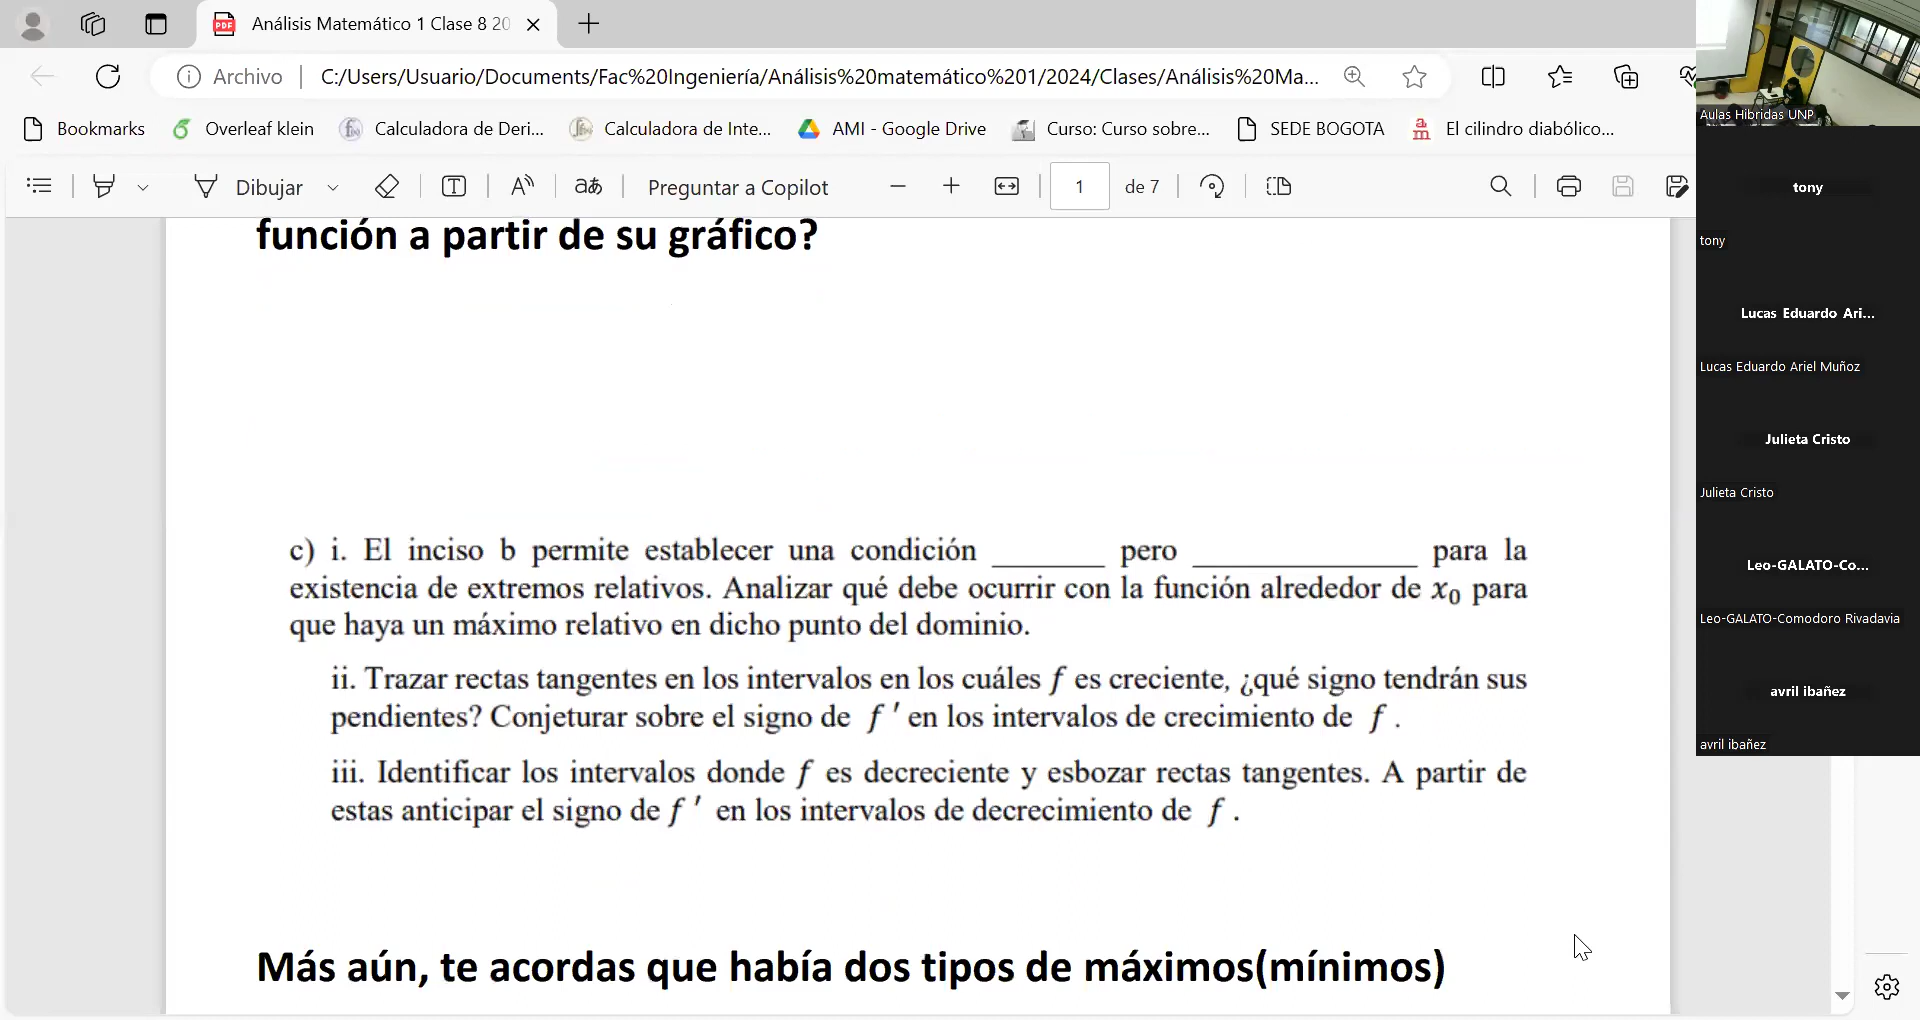 Análisis Matemático 1 Clase 8 20
Archivo
C:/Users/Usuario/Documents/Fac%20Ingeniería/Análisis%20matemático%201/2024/Clases/Análisis%20Ma...
Bookmarks
Overleaf klein
Calculadora de Deri...
Calculadora de Inte...
AMI - Google Drive
Curso: Curso sobre...
SEDE BOGOTA
El cilindro diabólico...
Dibujar
Preguntar a Copilot
1
de 7
función a partir de su gráfico?
c) i. El inciso b permite establecer una condición ________ pero ________________ para la
existencia de extremos relativos. Analizar qué debe ocurrir con la función alrededor de x₀ para
que haya un máximo relativo en dicho punto del dominio.
ii. Trazar rectas tangentes en los intervalos en los cuáles f es creciente, ¿qué signo tendrán sus
pendientes? Conjeturar sobre el signo de f ′ en los intervalos de crecimiento de f .
iii. Identificar los intervalos donde f es decreciente y esbozar rectas tangentes. A partir de
estas anticipar el signo de f ′ en los intervalos de decrecimiento de f .
Más aún, te acordas que había dos tipos de máximos(mínimos)
Aulas Hibridas UNP
tony
tony
Lucas Eduardo Ari...
Lucas Eduardo Ariel Muñoz
Julieta Cristo
Julieta Cristo
Leo-GALATO-Co...
Leo-GALATO-Comodoro Rivadavia
avril ibañez
avril ibañez